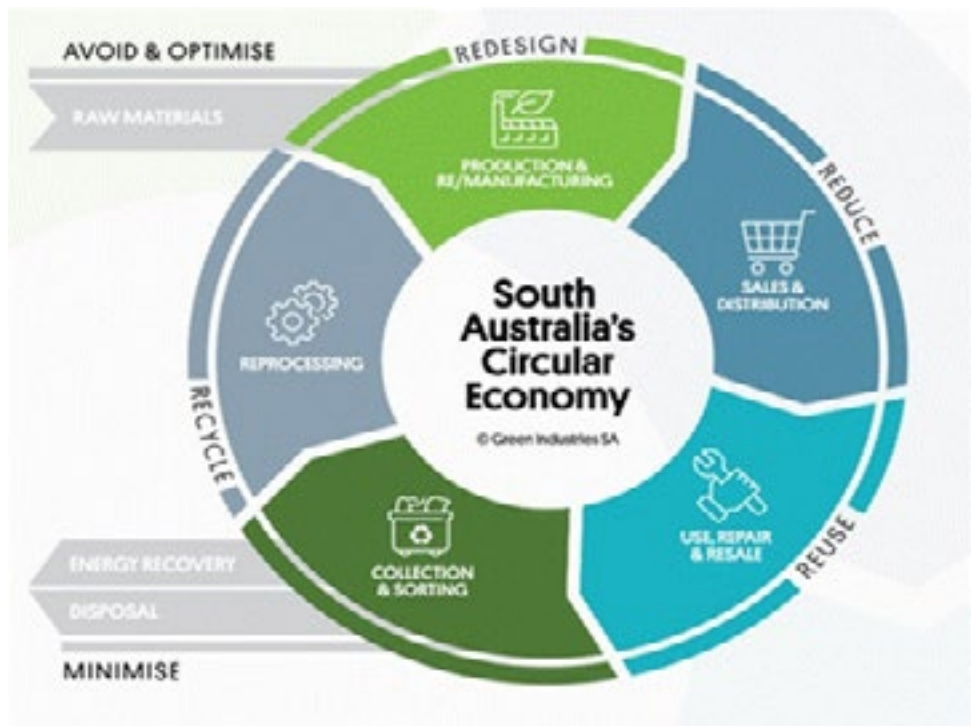 AVOID & OPTIMISE
RAW MATERIALS
REDESIGN
PRODUCTION &
RE/MANUFACTURING
REDUCE
SALES &
DISTRIBUTION
South
Australia's
Circular
Economy
© Green Industries SA
REPROCESSING
RECYCLE
USE, REPAIR
& RESALE
REUSE
COLLECTION
& SORTING
ENERGY RECOVERY
DISPOSAL
MINIMISE